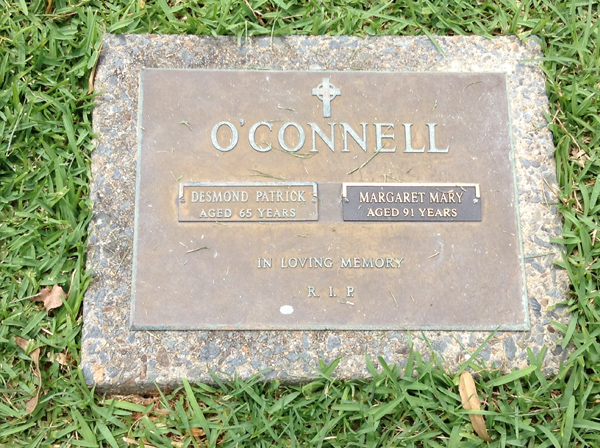 O'CONNELL
DESMOND PATRICK
AGED 65 YEARS
MARGARET MARY
AGED 91 YEARS
IN LOVING MEMORY
R. I. P.